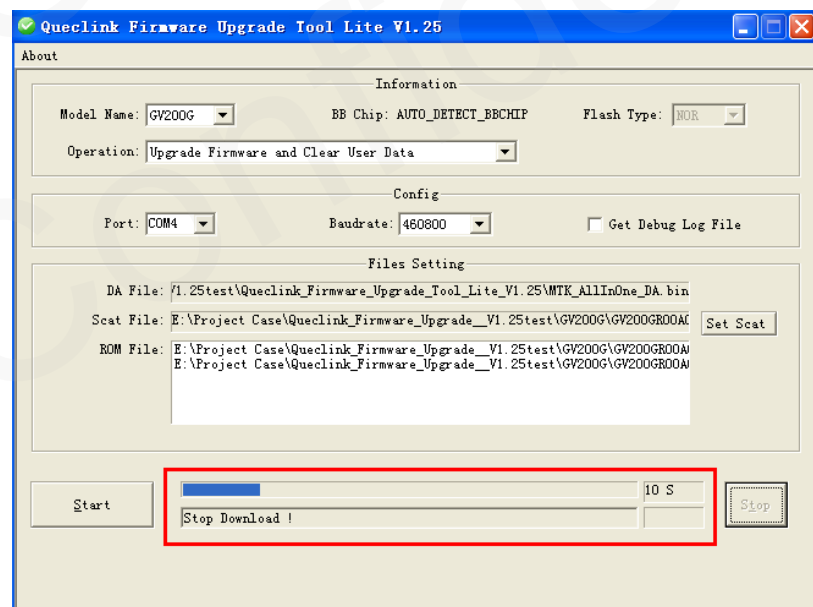 Queclink Firmware Upgrade Tool Lite V1.25
About
Information
Model Name: GV200G BB Chip: AUTO_DETECT_BBCHIP Flash Type: NOR
Operation: Upgrade Firmware and Clear User Data
Config
Port: COM4 Baudrate: 460800 Get Debug Log File
Files Setting
DA File: /1.25test\Queclink_Firmware_Upgrade_Tool_Lite_V1.25\MTK_AllInOne_DA.bin
Scat File: E:\Project Case\Queclink_Firmware_Upgrade__V1.25test\GV200G\GV200GR00A Set Scat
ROM File: E:\Project Case\Queclink_Firmware_Upgrade__V1.25test\GV200G\GV200GR00A
E:\Project Case\Queclink_Firmware_Upgrade__V1.25test\GV200G\GV200GR00A
10 S
Start Stop
Stop Download !